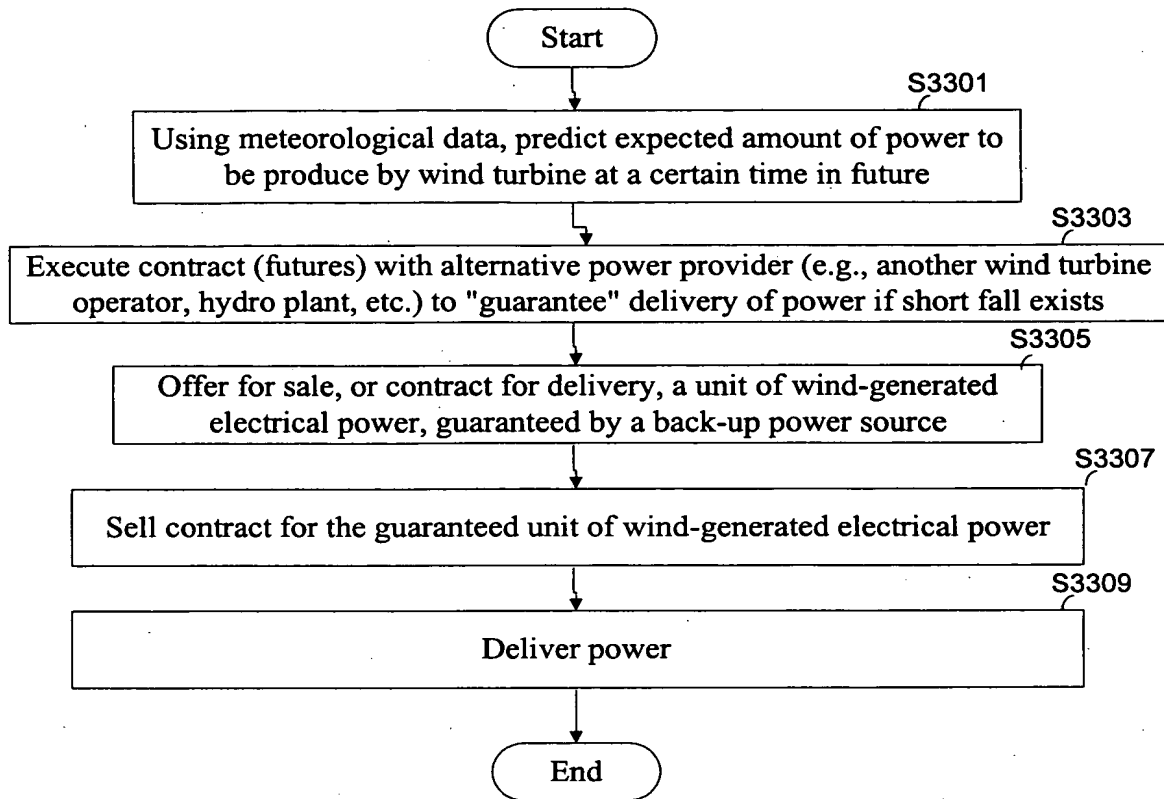 Start
S3301
Using meteorological data, predict expected amount of power to
be produce by wind turbine at a certain time in future
S3303
Execute contract (futures) with alternative power provider (e.g., another wind turbine
operator, hydro plant, etc.) to "guarantee" delivery of power if short fall exists
S3305
Offer for sale, or contract for delivery, a unit of wind-generated
electrical power, guaranteed by a back-up power source
S3307
Sell contract for the guaranteed unit of wind-generated electrical power
S3309
Deliver power
End